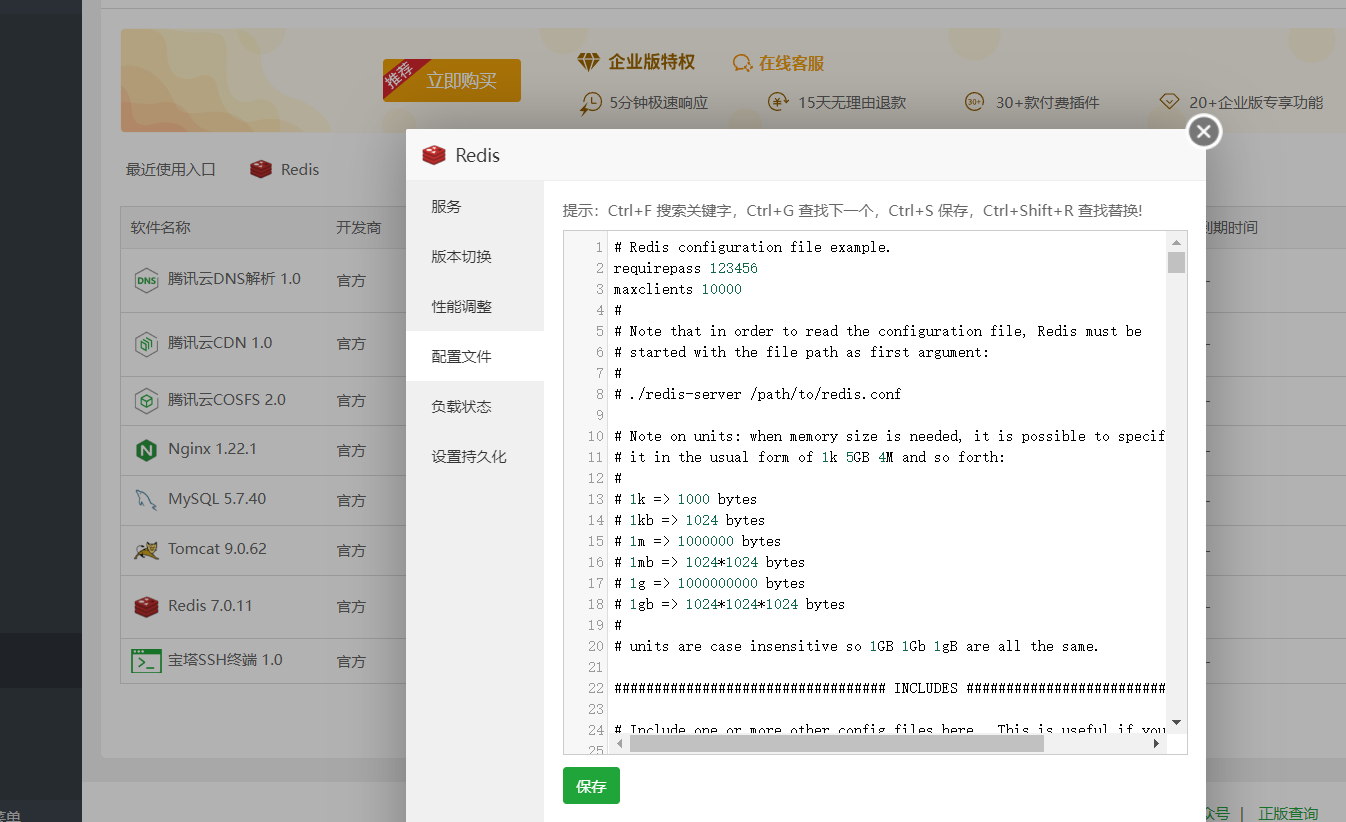 推荐
立即购买
企业版特权
在线客服
5分钟极速响应
15天无理由退款
30+
30+款付费插件
20+企业版专享功能
最近使用入口
Redis
软件名称
开发商
到期时间
DNS
腾讯云DNS解析 1.0
官方
--
腾讯云CDN 1.0
官方
腾讯云COSFS 2.0
官方
Nginx 1.22.1
官方
MySQL 5.7.40
官方
Tomcat 9.0.62
官方
Redis 7.0.11
官方
宝塔SSH终端 1.0
官方
Redis
服务
版本切换
性能调整
配置文件
负载状态
设置持久化
提示：Ctrl+F 搜索关键字，Ctrl+G 查找下一个，Ctrl+S 保存，Ctrl+Shift+R 查找替换!
1 # Redis configuration file example.
2 requirepass 123456
3 maxclients 10000
4 #
5 # Note that in order to read the configuration file, Redis must be
6 # started with the file path as first argument:
7 #
8 # ./redis-server /path/to/redis.conf
9
10 # Note on units: when memory size is needed, it is possible to specif
11 # it in the usual form of 1k 5GB 4M and so forth:
12 #
13 # 1k => 1000 bytes
14 # 1kb => 1024 bytes
15 # 1m => 1000000 bytes
16 # 1mb => 1024*1024 bytes
17 # 1g => 1000000000 bytes
18 # 1gb => 1024*1024*1024 bytes
19 #
20 # units are case insensitive so 1GB 1Gb 1gB are all the same.
21
22 ################################## INCLUDES #########################
23
24 # Include one or more other config files here.  This is useful if you
25
保存
菜单
众号
正版查询